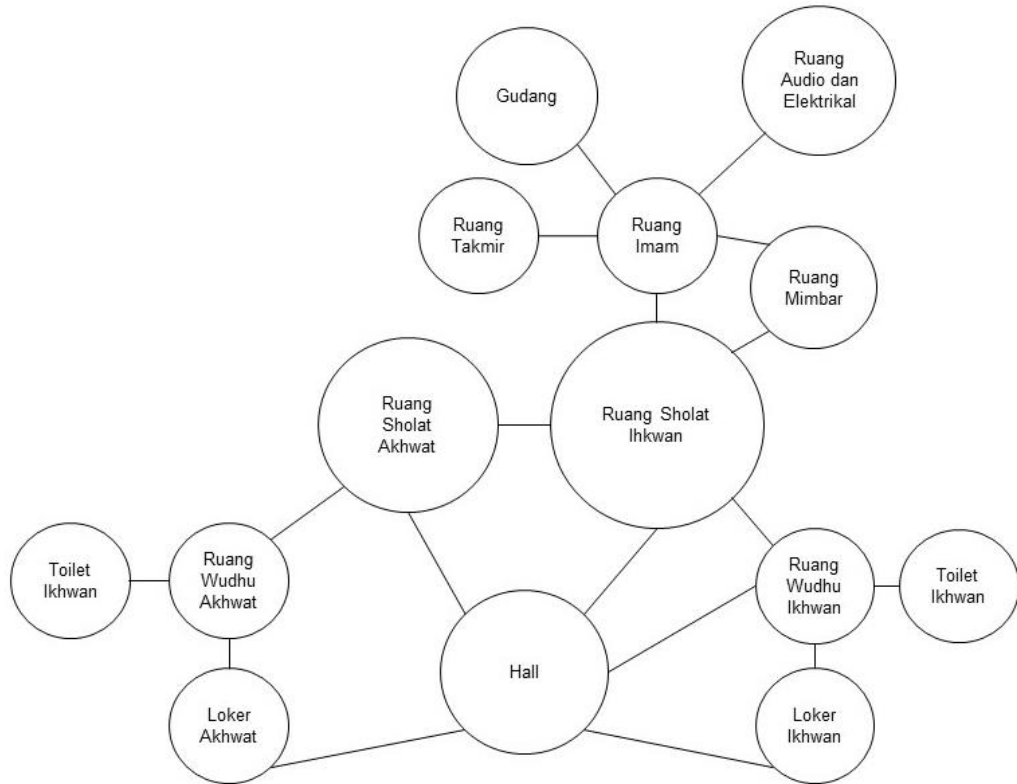 Ruang
Audio dan
Elektrikal
Gudang
Ruang
Takmir
Ruang
Imam
Ruang
Mimbar
Ruang
Sholat
Akhwat
Ruang Sholat
Ihkwan
Toilet
Ikhwan
Ruang
Wudhu
Akhwat
Ruang
Wudhu
Ikhwan
Toilet
Ikhwan
Hall
Loker
Akhwat
Loker
Ikhwan